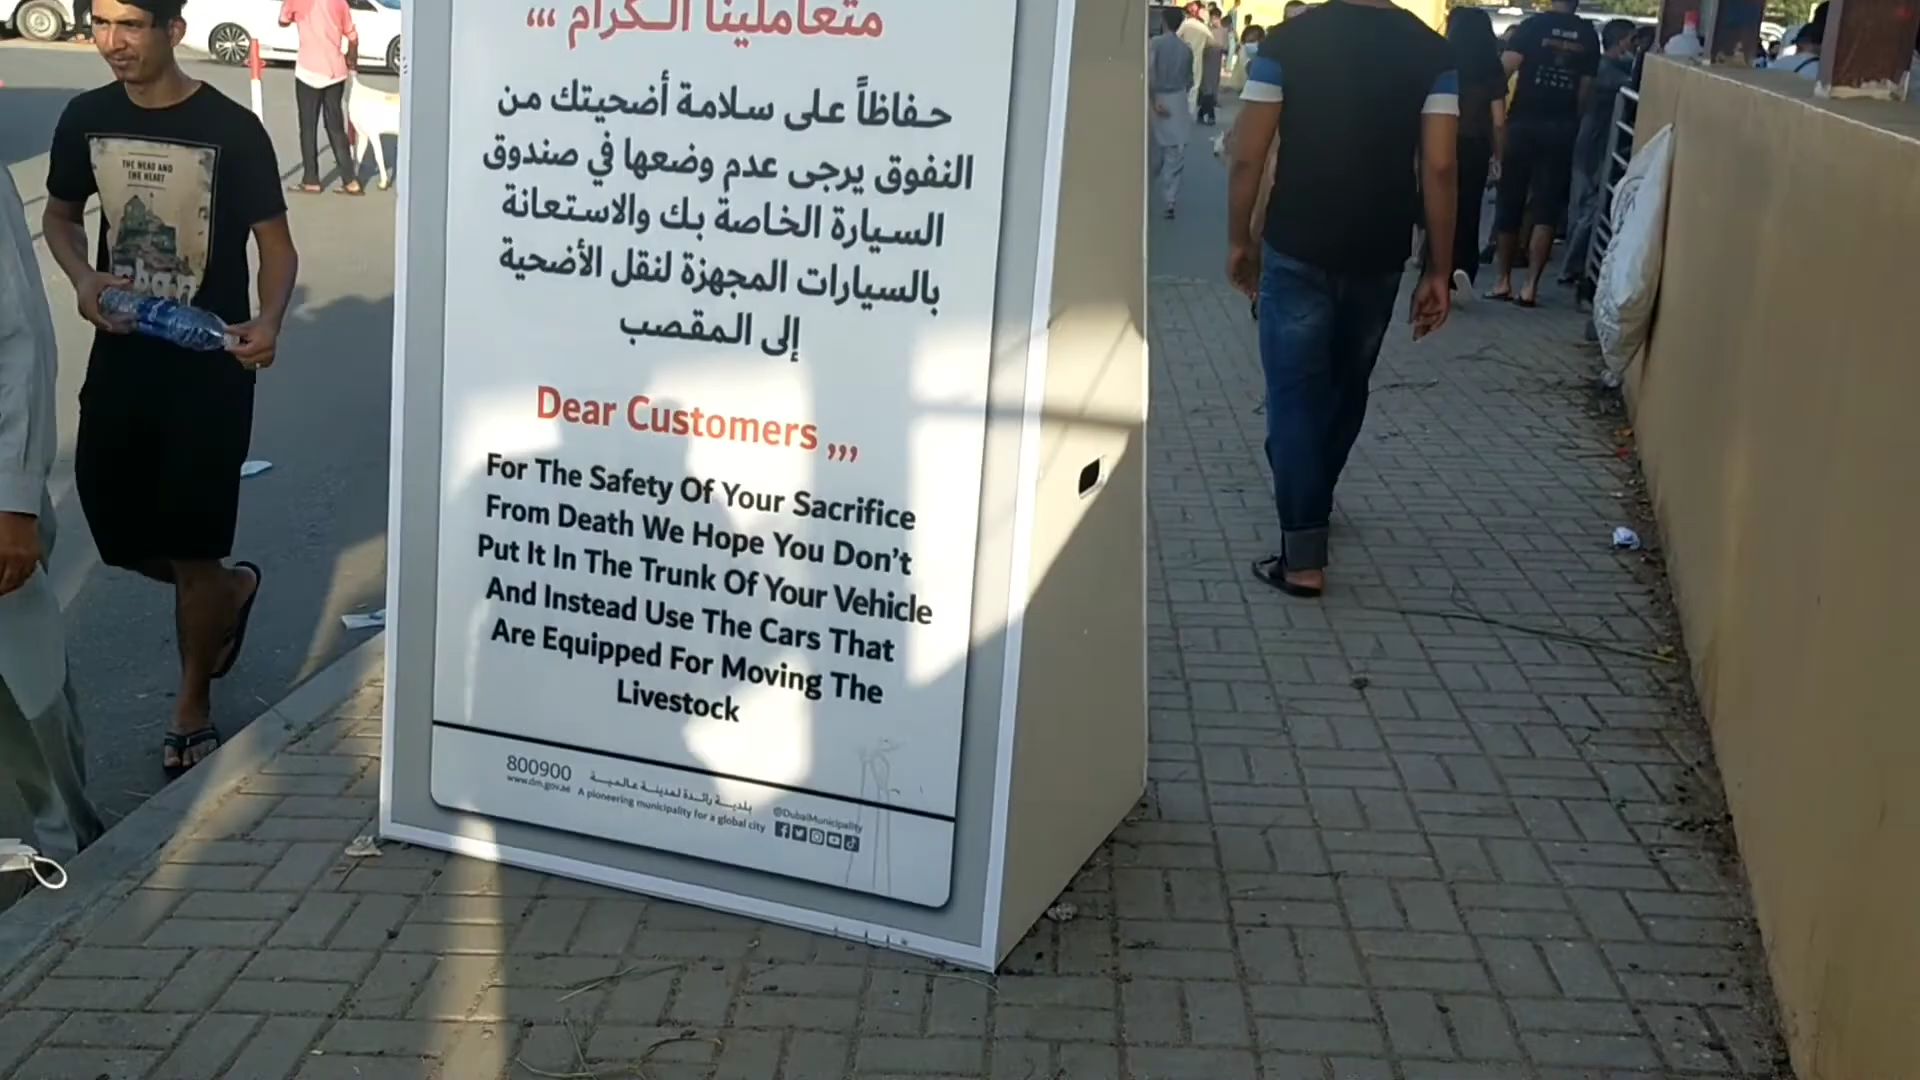 متعاملينا الكرام ,,,
حفاظاً على سلامة أضحيتك من
النفوق يرجى عدم وضعها في صندوق
السيارة الخاصة بك والاستعانة
بالسيارات المجهزة لنقل الأضحية
إلى المقصب
Dear Customers ,,,
For The Safety Of Your Sacrifice
From Death We Hope You Don't
Put It In The Trunk Of Your Vehicle
And Instead Use The Cars That
Are Equipped For Moving The
Livestock
800900
www.dm.gov.ae
بلدية رائدة لمدينة عالمية
A pioneering municipality for a global city
@DubaiMunicipality
THE HEAD AND
THE HEART